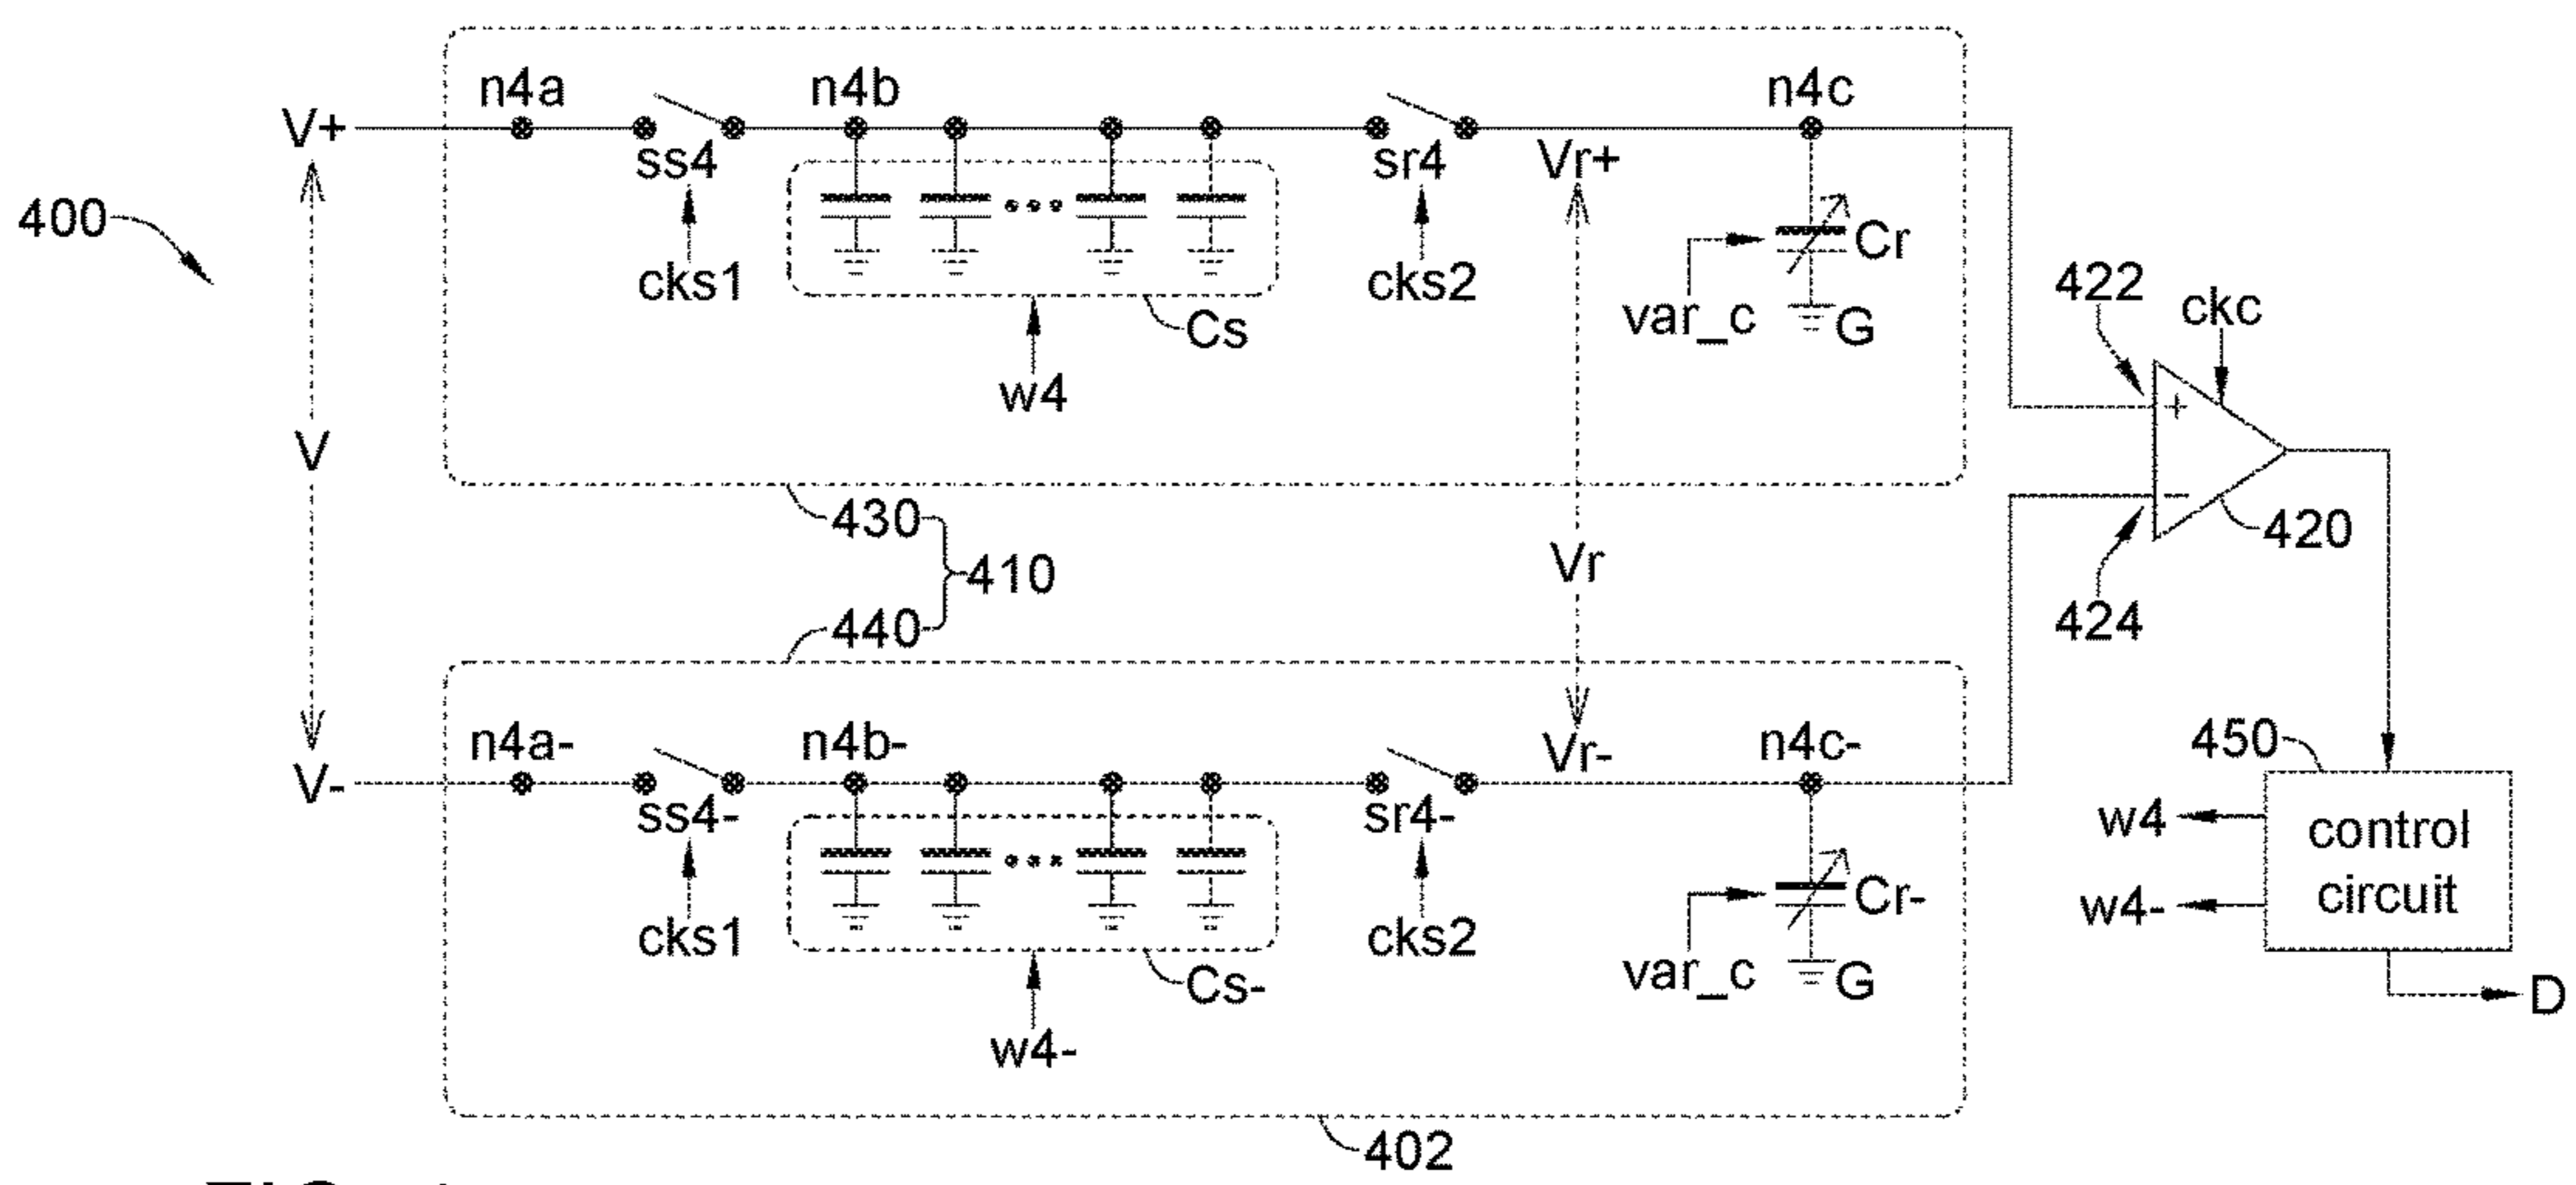 n4a
n4b
n4c
V+
ss4
sr4
Vr+
400
cks1
cks2
var_c
Cr
G
Cs
w4
422
ckc
+
V
430
410
440
Vr
−
420
424
n4a-
n4b-
Vr-
n4c-
V-
ss4-
sr4-
450
w4
control
circuit
w4-
cks1
cks2
var_c
Cr-
G
Cs-
w4-
D
402